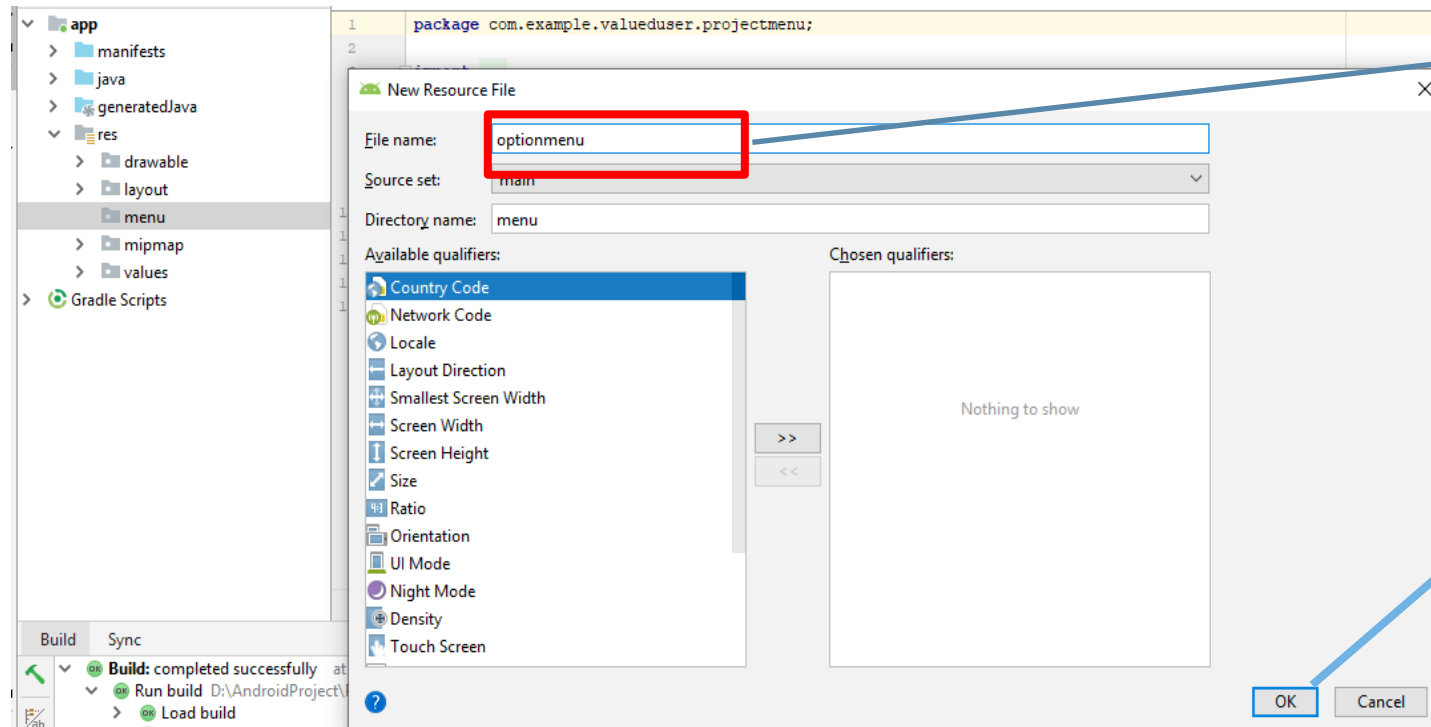 app
manifests
java
generatedJava
res
drawable
layout
menu
mipmap
values
Gradle Scripts
1 package com.example.valueduser.projectmenu;
2
New Resource File
File name: optionmenu
Source set: main
Directory name: menu
Available qualifiers:
Chosen qualifiers:
Country Code
Network Code
Locale
Layout Direction
Smallest Screen Width
Screen Width
Screen Height
Size
Ratio
Orientation
UI Mode
Night Mode
Density
Touch Screen
>>
<<
Nothing to show
OK
Cancel
Build Sync
Build: completed successfully at
Run build D:\AndroidProject\
Load build